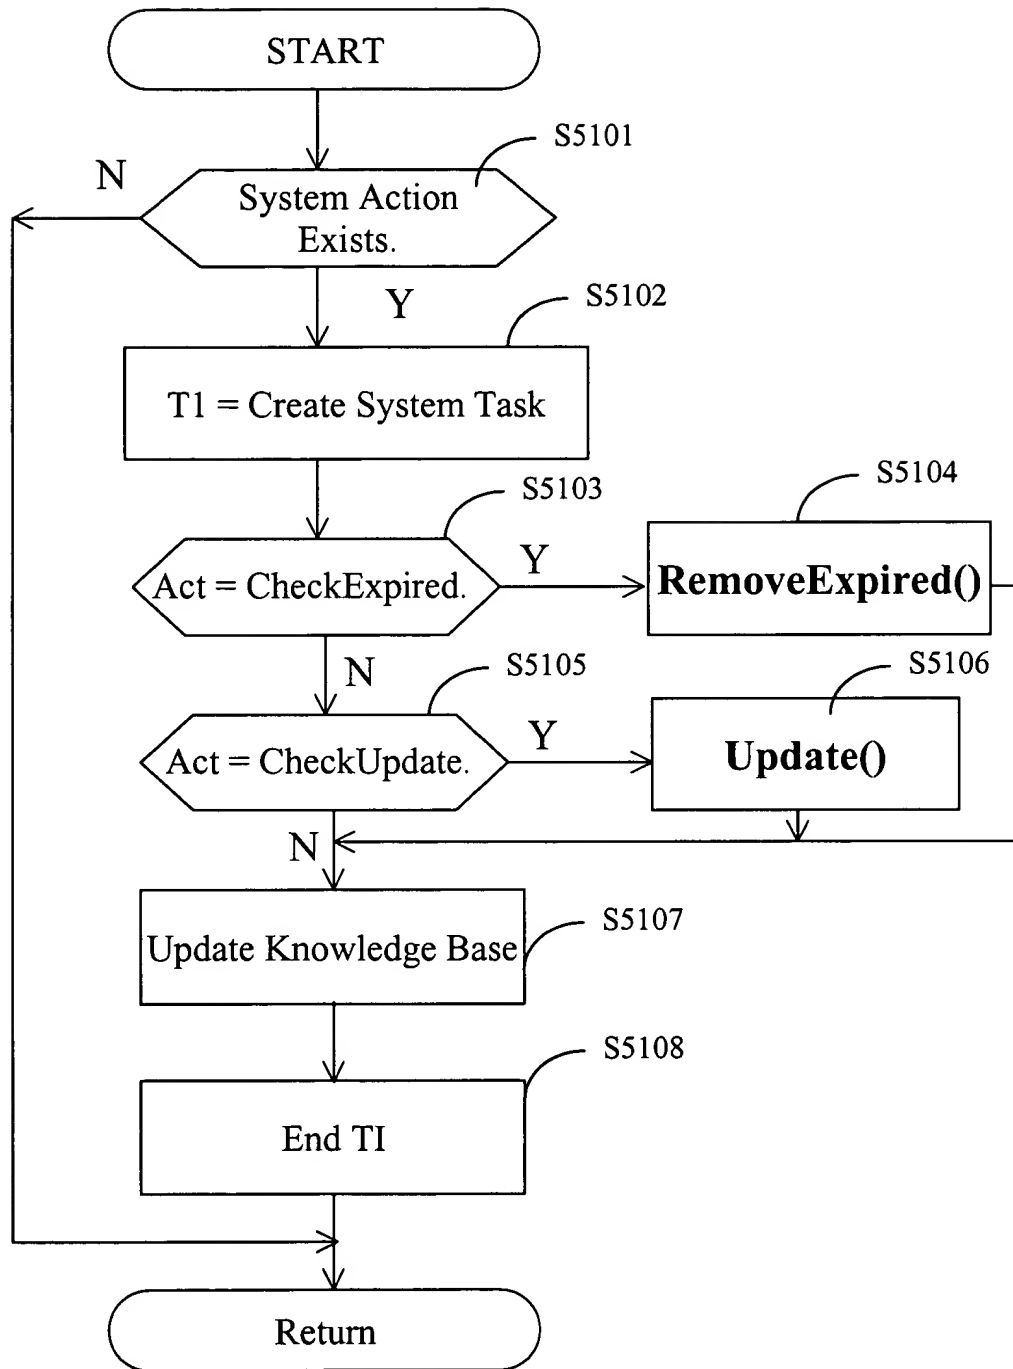 START
S5101
N
System Action
Exists.
Y
S5102
T1 = Create System Task
S5103
S5104
Act = CheckExpired.
Y
RemoveExpired()
N
S5105
S5106
Act = CheckUpdate.
Y
Update()
N
S5107
Update Knowledge Base
S5108
End TI
Return